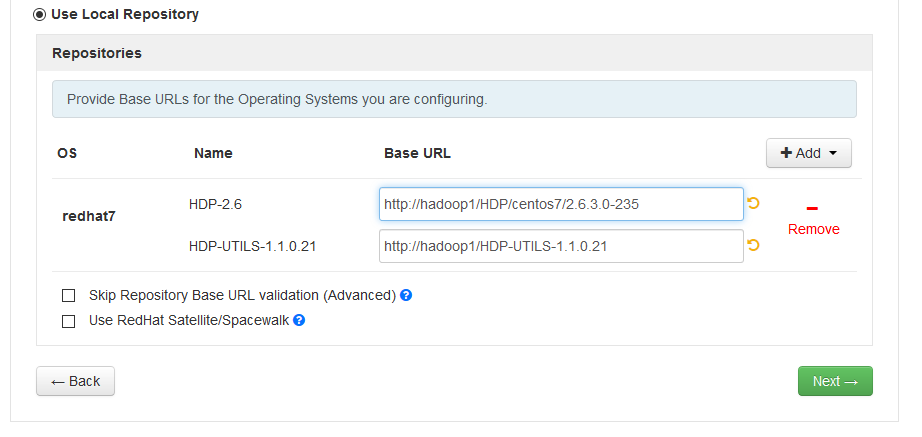 Use Local Repository
Repositories
Provide Base URLs for the Operating Systems you are configuring.
OS Name Base URL + Add
redhat7
HDP-2.6 http://hadoop1/HDP/centos7/2.6.3.0-235
Remove
HDP-UTILS-1.1.0.21 http://hadoop1/HDP-UTILS-1.1.0.21
Skip Repository Base URL validation (Advanced) ?
Use RedHat Satellite/Spacewalk ?
← Back Next →